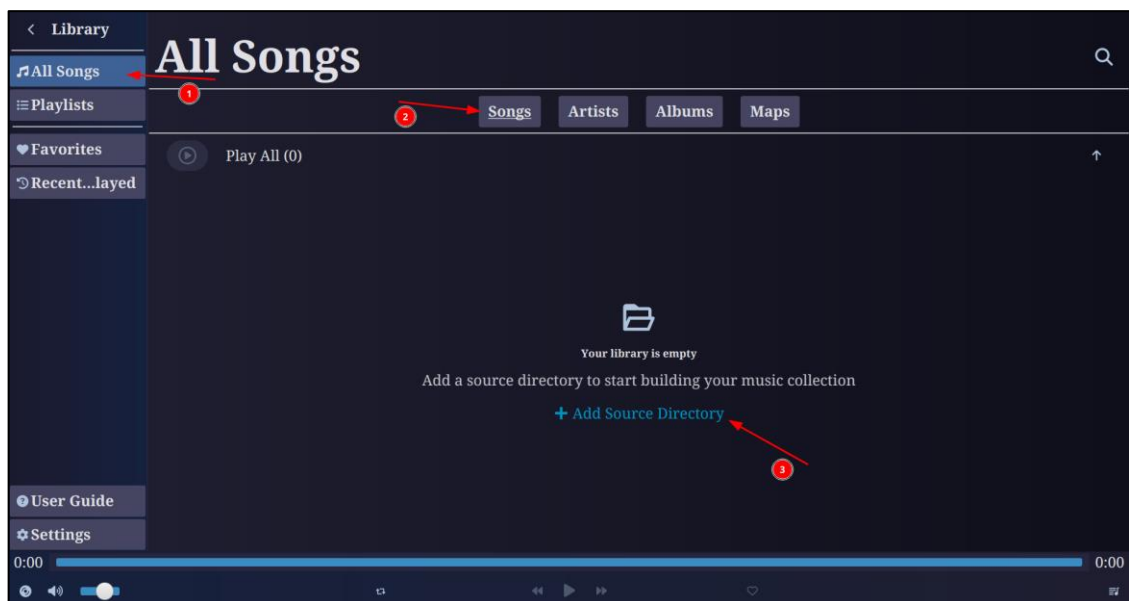 Library
All Songs
Playlists
Favorites
Recent...layed
User Guide
Settings
All Songs
1
2
Songs Artists Albums Maps
Play All (0)
Your library is empty
Add a source directory to start building your music collection
+ Add Source Directory
3
0:00 0:00